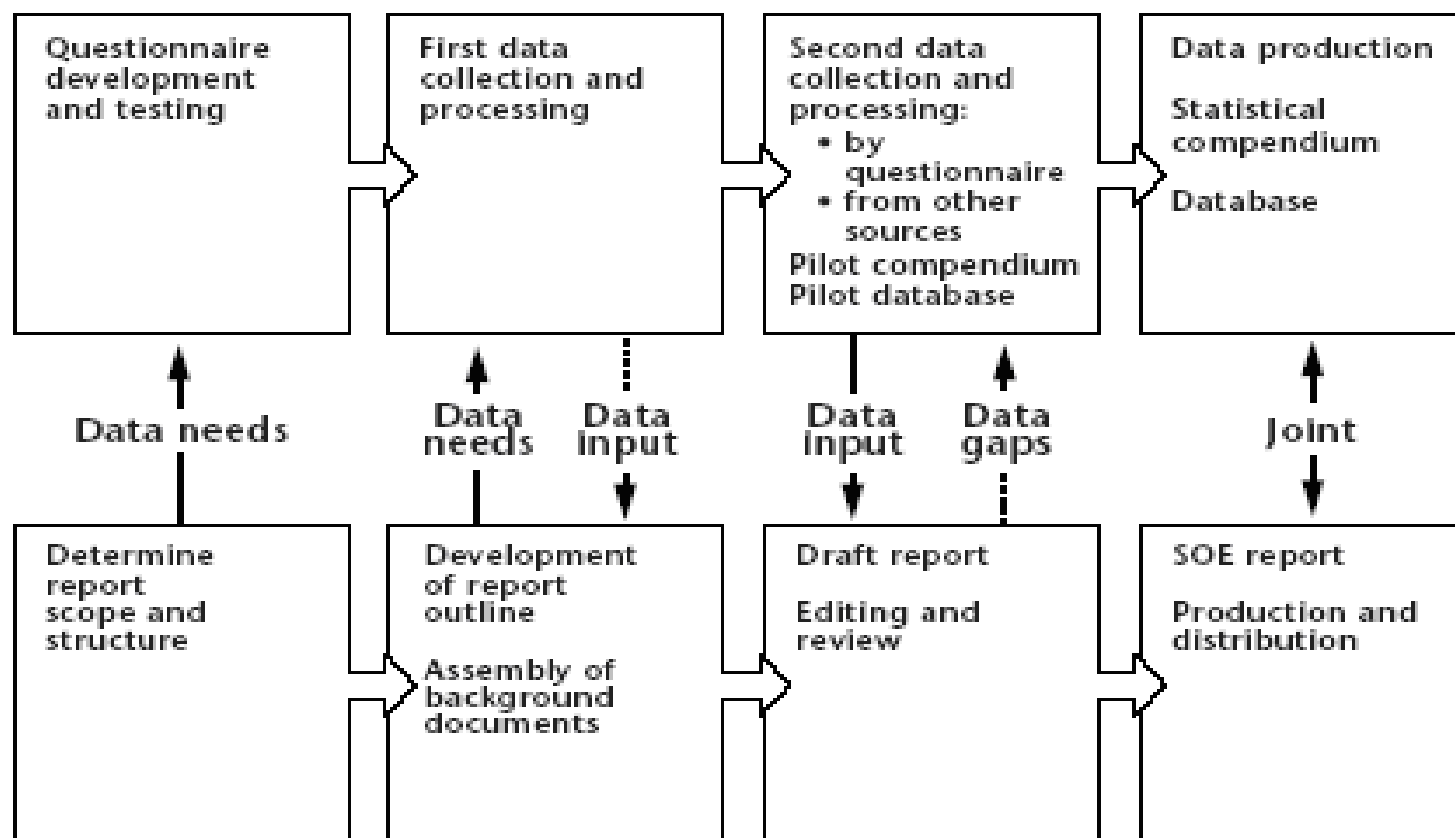 Questionnaire
development
and testing
First data
collection and
processing
Second data
collection and
processing:
• by
questionnaire
• from other
sources
Pilot compendium
Pilot database
Data production
Statistical
compendium
Database
Data needs
Data
needs
Data
input
Data
input
Data
gaps
Joint
Determine
report
scope and
structure
Development
of report
outline
Assembly of
background
documents
Draft report
Editing and
review
SOE report
Production and
distribution